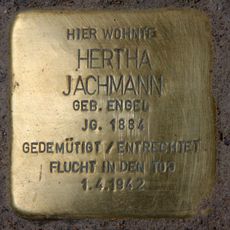 HIER WOHNTE
HERTHA
JACHMANN
GEB. ENGEL
JG. 1884
GEDEMÜTIGT / ENTRECHTET
FLUCHT IN DEN TOD
1.4.1942